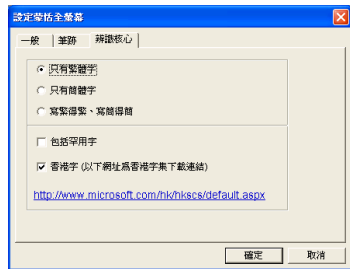 設定蒙恬全螢幕
一般 筆跡 辨識核心
只有繁體字
只有簡體字
寫繁得繁、寫簡得簡
包括罕用字
香港字 (以下網址為香港字集下載連結)
http://www.microsoft.com/hk/hkscs/default.aspx
確定 取消